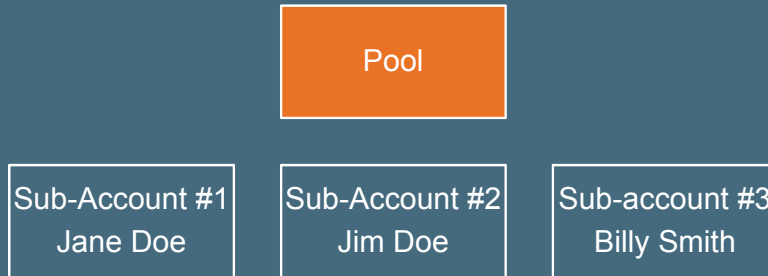 Pool
Sub-Account #1
Jane Doe
Sub-Account #2
Jim Doe
Sub-account #3
Billy Smith